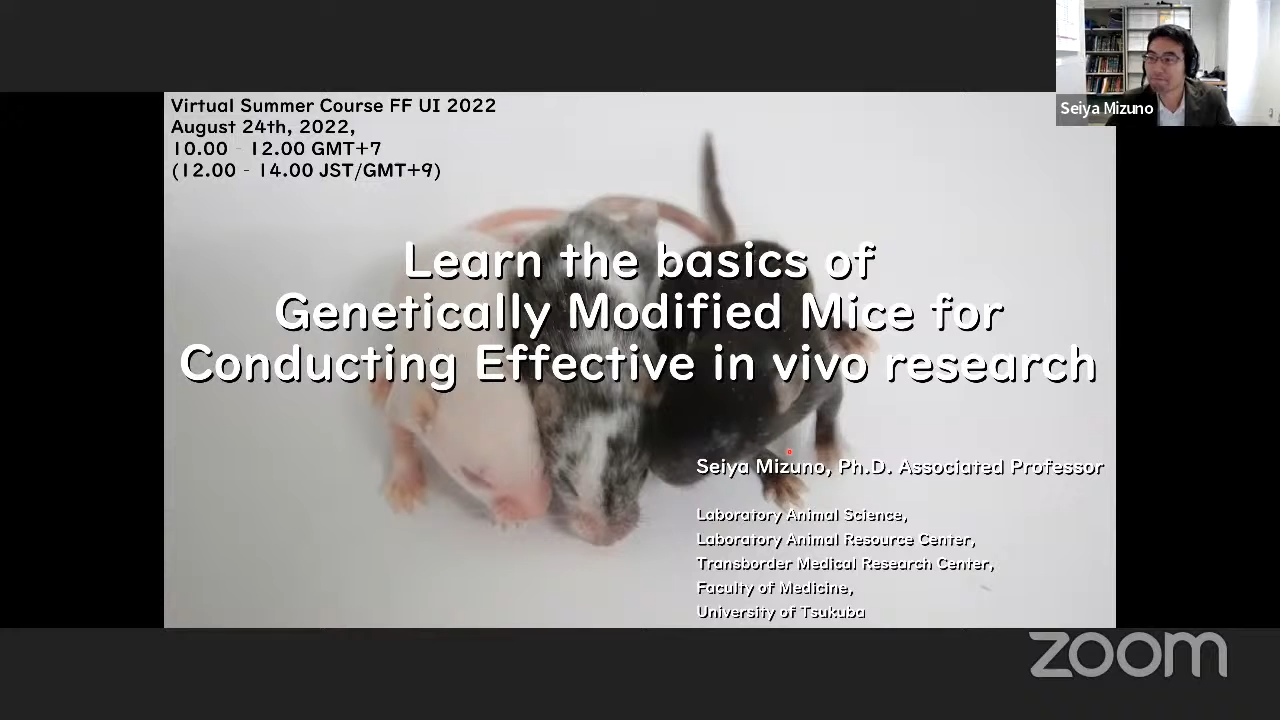 Virtual Summer Course FF UI 2022
August 24th, 2022,
10.00 - 12.00 GMT+7
(12.00 - 14.00 JST/GMT+9)
Seiya Mizuno
Learn the basics of
Genetically Modified Mice for
Conducting Effective in vivo research
Seiya Mizuno, Ph.D. Associated Professor
Laboratory Animal Science,
Laboratory Animal Resource Center,
Transborder Medical Research Center,
Faculty of Medicine,
University of Tsukuba
zoom